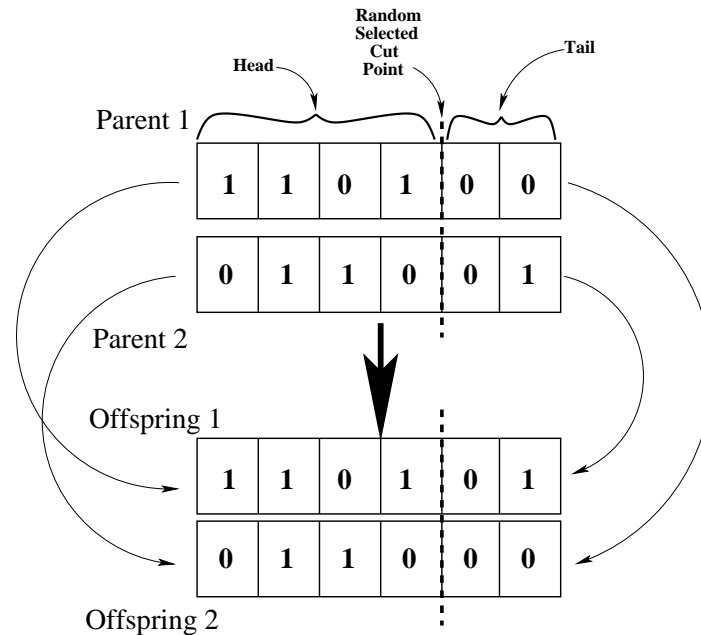 Random
Selected
Cut
Point
Head
Tail
Parent 1
1 1 0 1 0 0
0 1 1 0 0 1
Parent 2
Offspring 1
1 1 0 1 0 1
0 1 1 0 0 0
Offspring 2